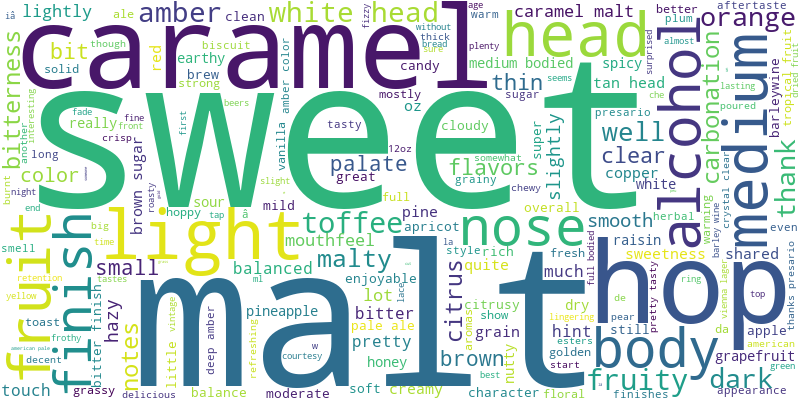 sweet
malt
caramel
hop
light
head
nose
body
finish
fruit
medium
alcohol
amber
white head
orange
thank
carbonation
bitterness
lightly
ale
clean
fizzy
age
warm
caramel malt
better
plum
aftertaste
though
biscuit
bit
red
solid
earthy
brew
strong
without
thick
bread
sure
plenty
candy
medium bodied
spicy
tan head
surprised
almost
mostly
thin
sugar
oz
well
clear
copper
white
presario
che
poured
lasting
barleywine
tropical fruit
dried fruit
interesting
another
fade
beers
really
fine
front
crisp
color
long
night
burnt
end
brown sugar
roasty
vanilla
amber color
first
tasty
12oz
cloudy
super
slightly
palate
great
flavors
somewhat
grainy
chewy
seems
slight
full
sour
tap
hoppy
mild
toffee
mouthfeel
pine
apricot
overall
smooth
herbal
warming
barley wine
crystal clear
even
smell
big
time
tastes
retention
yellow
american pale
toast
frothy
decent
touch
grassy
bitter finish
hazy
small
notes
delicious
little
vintage
balanced
deep amber
balance
refreshing
pineapple
courtesy
w
malty
enjoyable
lot
bitter
pale ale
pretty
honey
moderate
soft
creamy
lace
la
style
rich
citrus
quite
citrusy
show
aromas
grain
brown
nutty
best
character
floral
fresh
raisin
sweetness
much
dry
lingering
hint
esters
golden
start
finishes
full bodied
de
pear
still
fruity
pretty tasty
ring
shared
vienna lager
da
top
apple
grapefruit
dark
green
appearance
thanks presario